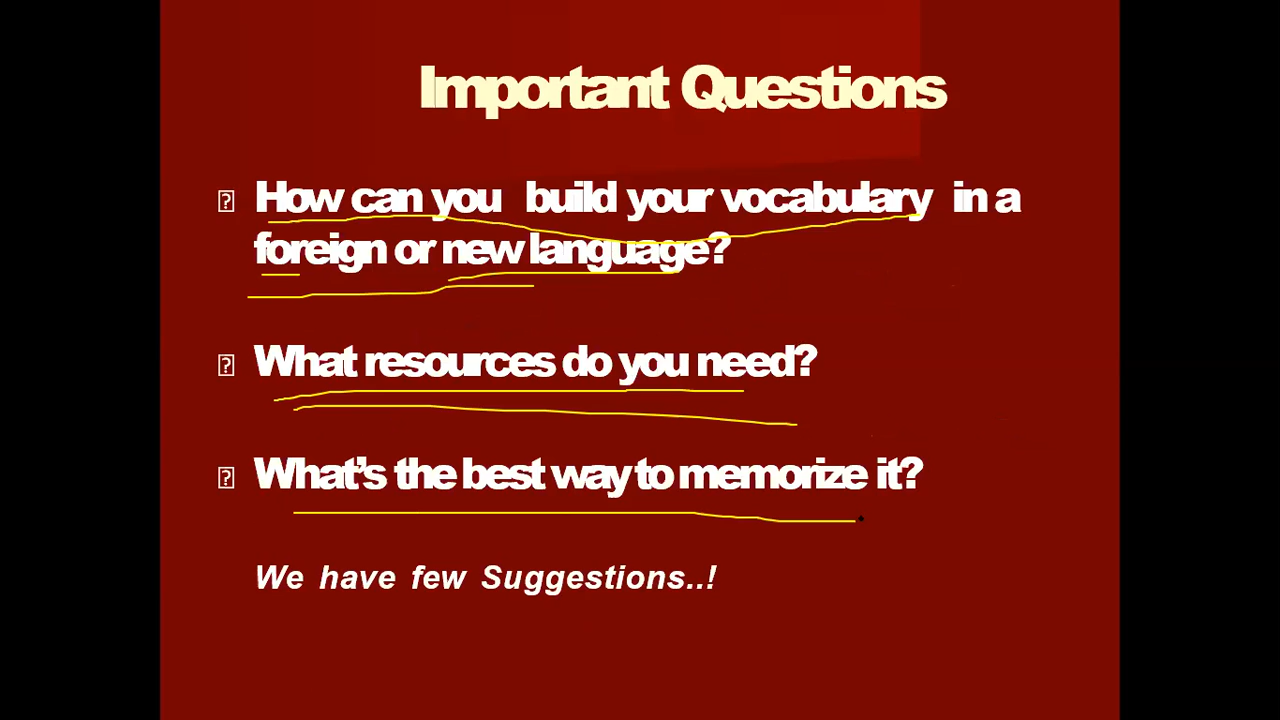 Important Questions
How can you build your vocabulary in a
foreign or new language?
What resources do you need?
What's the best way to memorize it?
We have few Suggestions..!